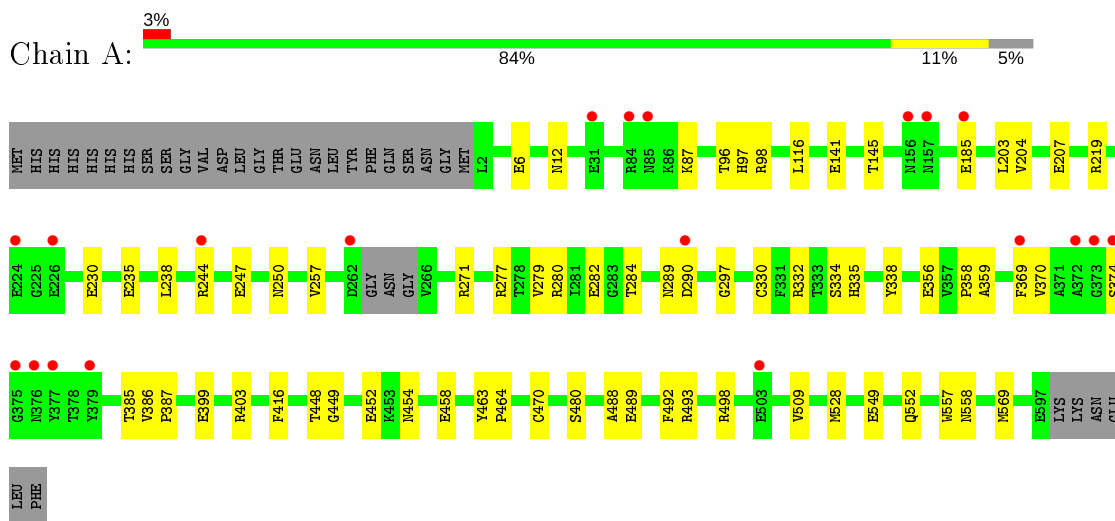 3%
Chain A:
84% 11% 5%
MET HIS HIS HIS HIS HIS HIS SER SER GLY VAL ASP LEU GLY THR GLU ASN LEU TYR PHE GLN SER ASN GLY MET L2 E6 N12 E31 R84 N85 K86 K87 T96 H97 R98 L116 E141 T145 N156 N157 E185 L203 V204 E207 R219
E224 G225 E226 E230 E235 L238 R244 E247 N250 V257 D262 GLY ASN GLY V266 R271 R277 T278 V279 R280 I281 E282 G283 T284 N289 D290 G297 C330 F331 R332 T333 S334 H335 Y338 E356 V357 P358 A359 F369 V370 A371 A372 G373 S374
G375 N376 Y377 T378 Y379 T385 V386 P387 E399 R403 F416 T448 G449 E452 K453 N454 E458 Y463 P464 C470 S480 A488 E489 F492 R493 R498 E503 V509 M528 E549 Q552 W557 N558 M569 E597 LYS LYS ASN GLU
LEU PHE